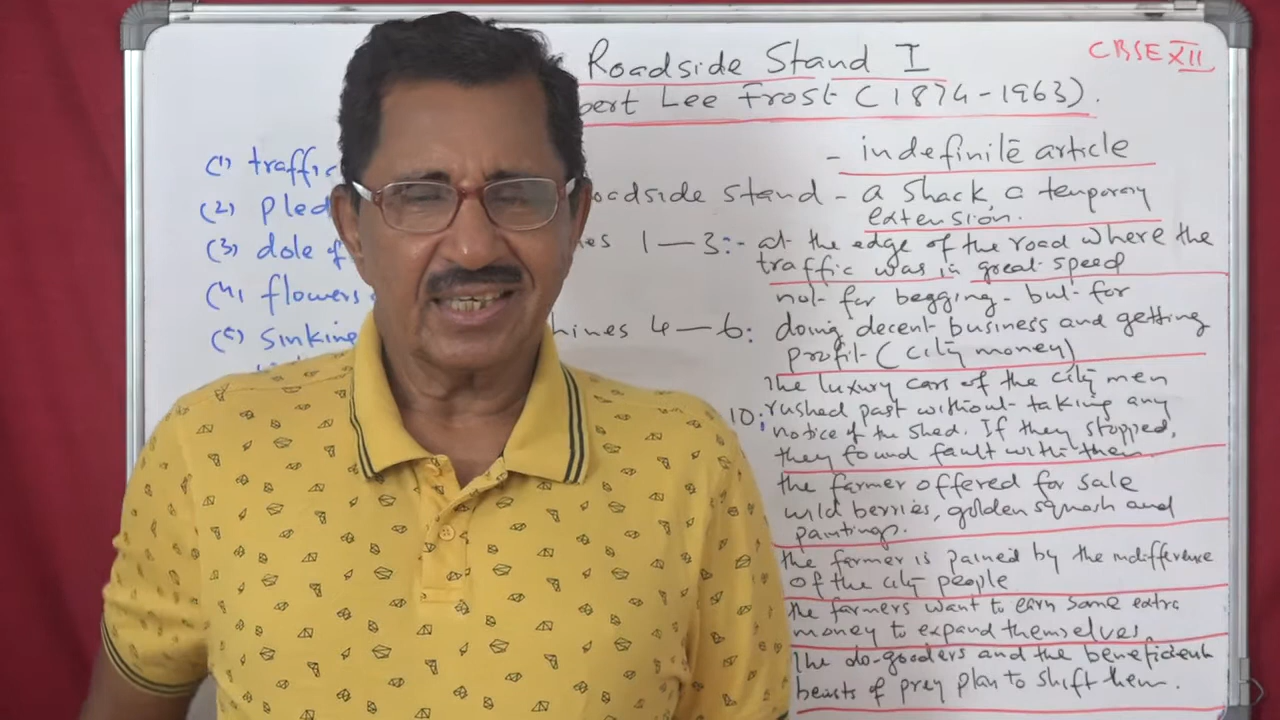 Roadside Stand I
CBSE XII
bert Lee Frost (1874-1963).
- indefinite article
(1) traffic
(2) pled
(3) dole of
(4) flowers
(5) sinking
oadside stand - a shack, a temporary
extension.
nes 1-3:- at the edge of the road where the
traffic was in great speed
not for begging - but for
hines 4-6: doing decent business and getting
profit (city money)
The luxury cars of the city men
10: rushed past without taking any
notice of the shed. If they stopped,
they found fault with them.
the farmer offered for sale
wild berries, golden squash and
paintings.
the farmer is pained by the indifference
of the city people
the farmers want to earn some extra
money to expand themselves.
The do-gooders and the beneficient
beasts of prey plan to shift them.